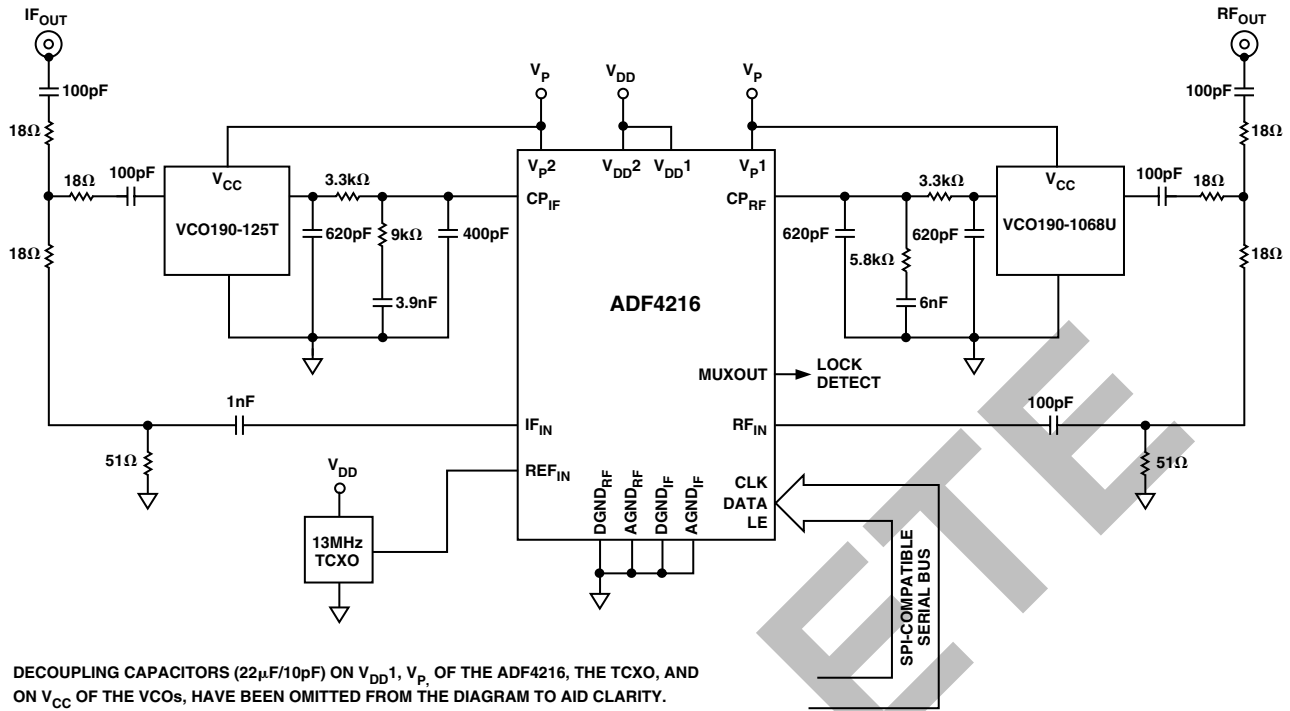 IFOUT
RFOUT
100pF
18Ω
18Ω
100pF
18Ω
VCC
VCO190-125T
3.3kΩ
620pF
9kΩ
400pF
3.9nF
VP
VDD
VP
VP2
VDD2
VDD1
VP1
CPIF
CPRF
ADF4216
3.3kΩ
620pF
620pF
5.8kΩ
6nF
VCC
VCO190-1068U
100pF
18Ω
100pF
18Ω
18Ω
MUXOUT
LOCK
DETECT
1nF
IFIN
RFIN
100pF
51Ω
51Ω
VDD
REFIN
13MHz
TCXO
DGNDRF
AGNDRF
DGNDIF
AGNDIF
CLK
DATA
LE
SPI-COMPATIBLE
SERIAL BUS
ETE
DECOUPLING CAPACITORS (22μF/10pF) ON VDD1, VP, OF THE ADF4216, THE TCXO, AND
ON VCC OF THE VCOs, HAVE BEEN OMITTED FROM THE DIAGRAM TO AID CLARITY.